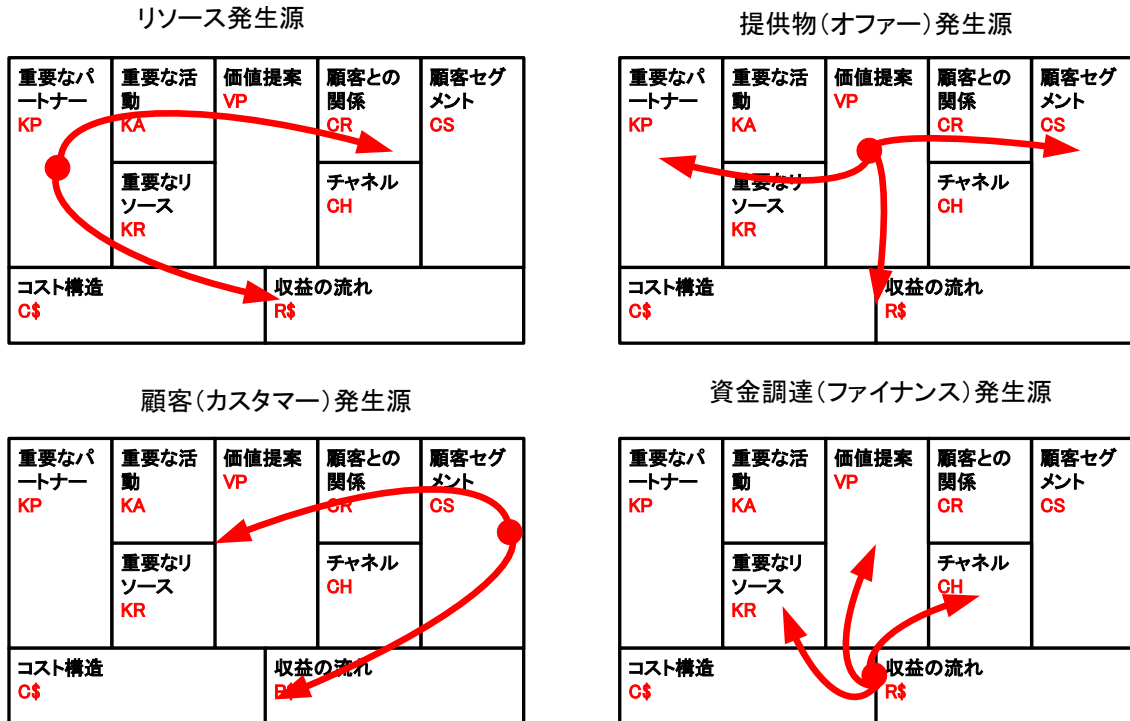 リソース発生源
重要なパ
ートナー
KP
重要な活
動
KA
価値提案
VP
顧客との
関係
CR
顧客セグ
メント
CS
重要なリ
ソース
KR
チャネル
CH
コスト構造
C$
収益の流れ
R$
提供物（オファー）発生源
重要なパ
ートナー
KP
重要な活
動
KA
価値提案
VP
顧客との
関係
CR
顧客セグ
メント
CS
重要なリ
ソース
KR
チャネル
CH
コスト構造
C$
収益の流れ
R$
顧客（カスタマー）発生源
重要なパ
ートナー
KP
重要な活
動
KA
価値提案
VP
顧客との
関係
CR
顧客セグ
メント
CS
重要なリ
ソース
KR
チャネル
CH
コスト構造
C$
収益の流れ
R$
資金調達（ファイナンス）発生源
重要なパ
ートナー
KP
重要な活
動
KA
価値提案
VP
顧客との
関係
CR
顧客セグ
メント
CS
重要なリ
ソース
KR
チャネル
CH
コスト構造
C$
収益の流れ
R$